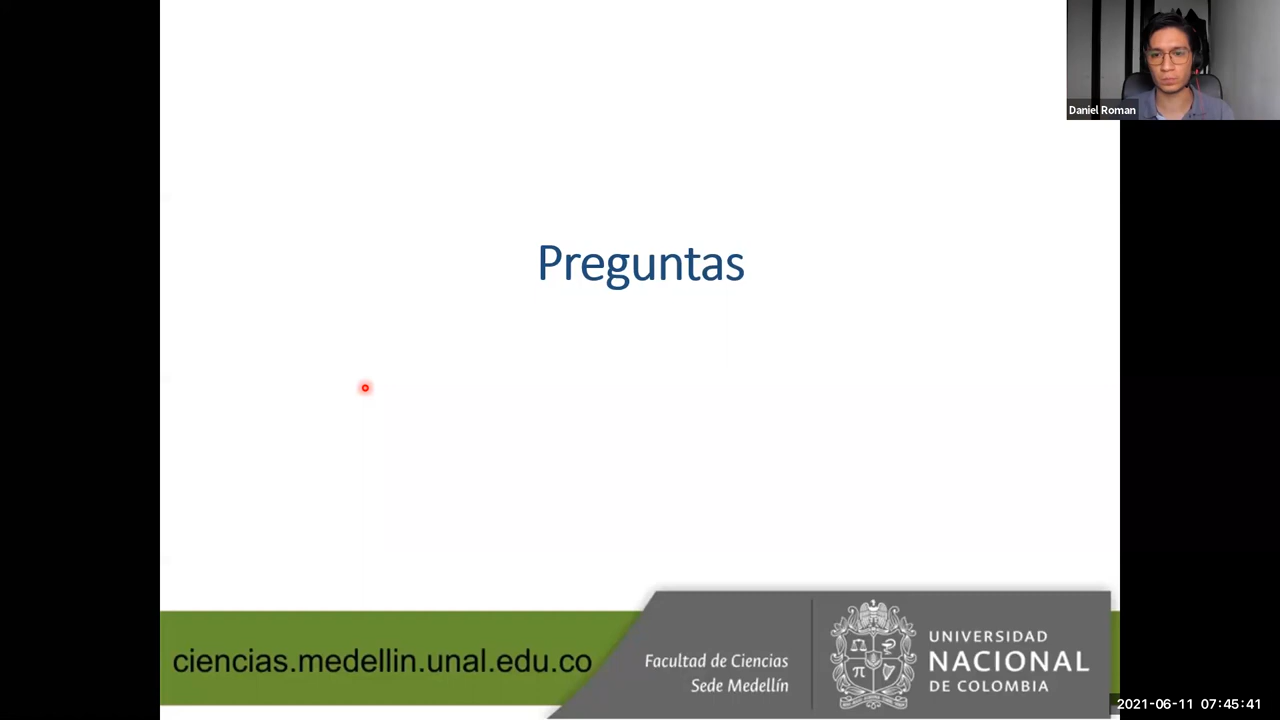 Daniel Roman
Preguntas
ciencias.medellin.unal.edu.co
Facultad de Ciencias
Sede Medellín
UNIVERSIDAD
NACIONAL
DE COLOMBIA
2021-06-11 07:45:41